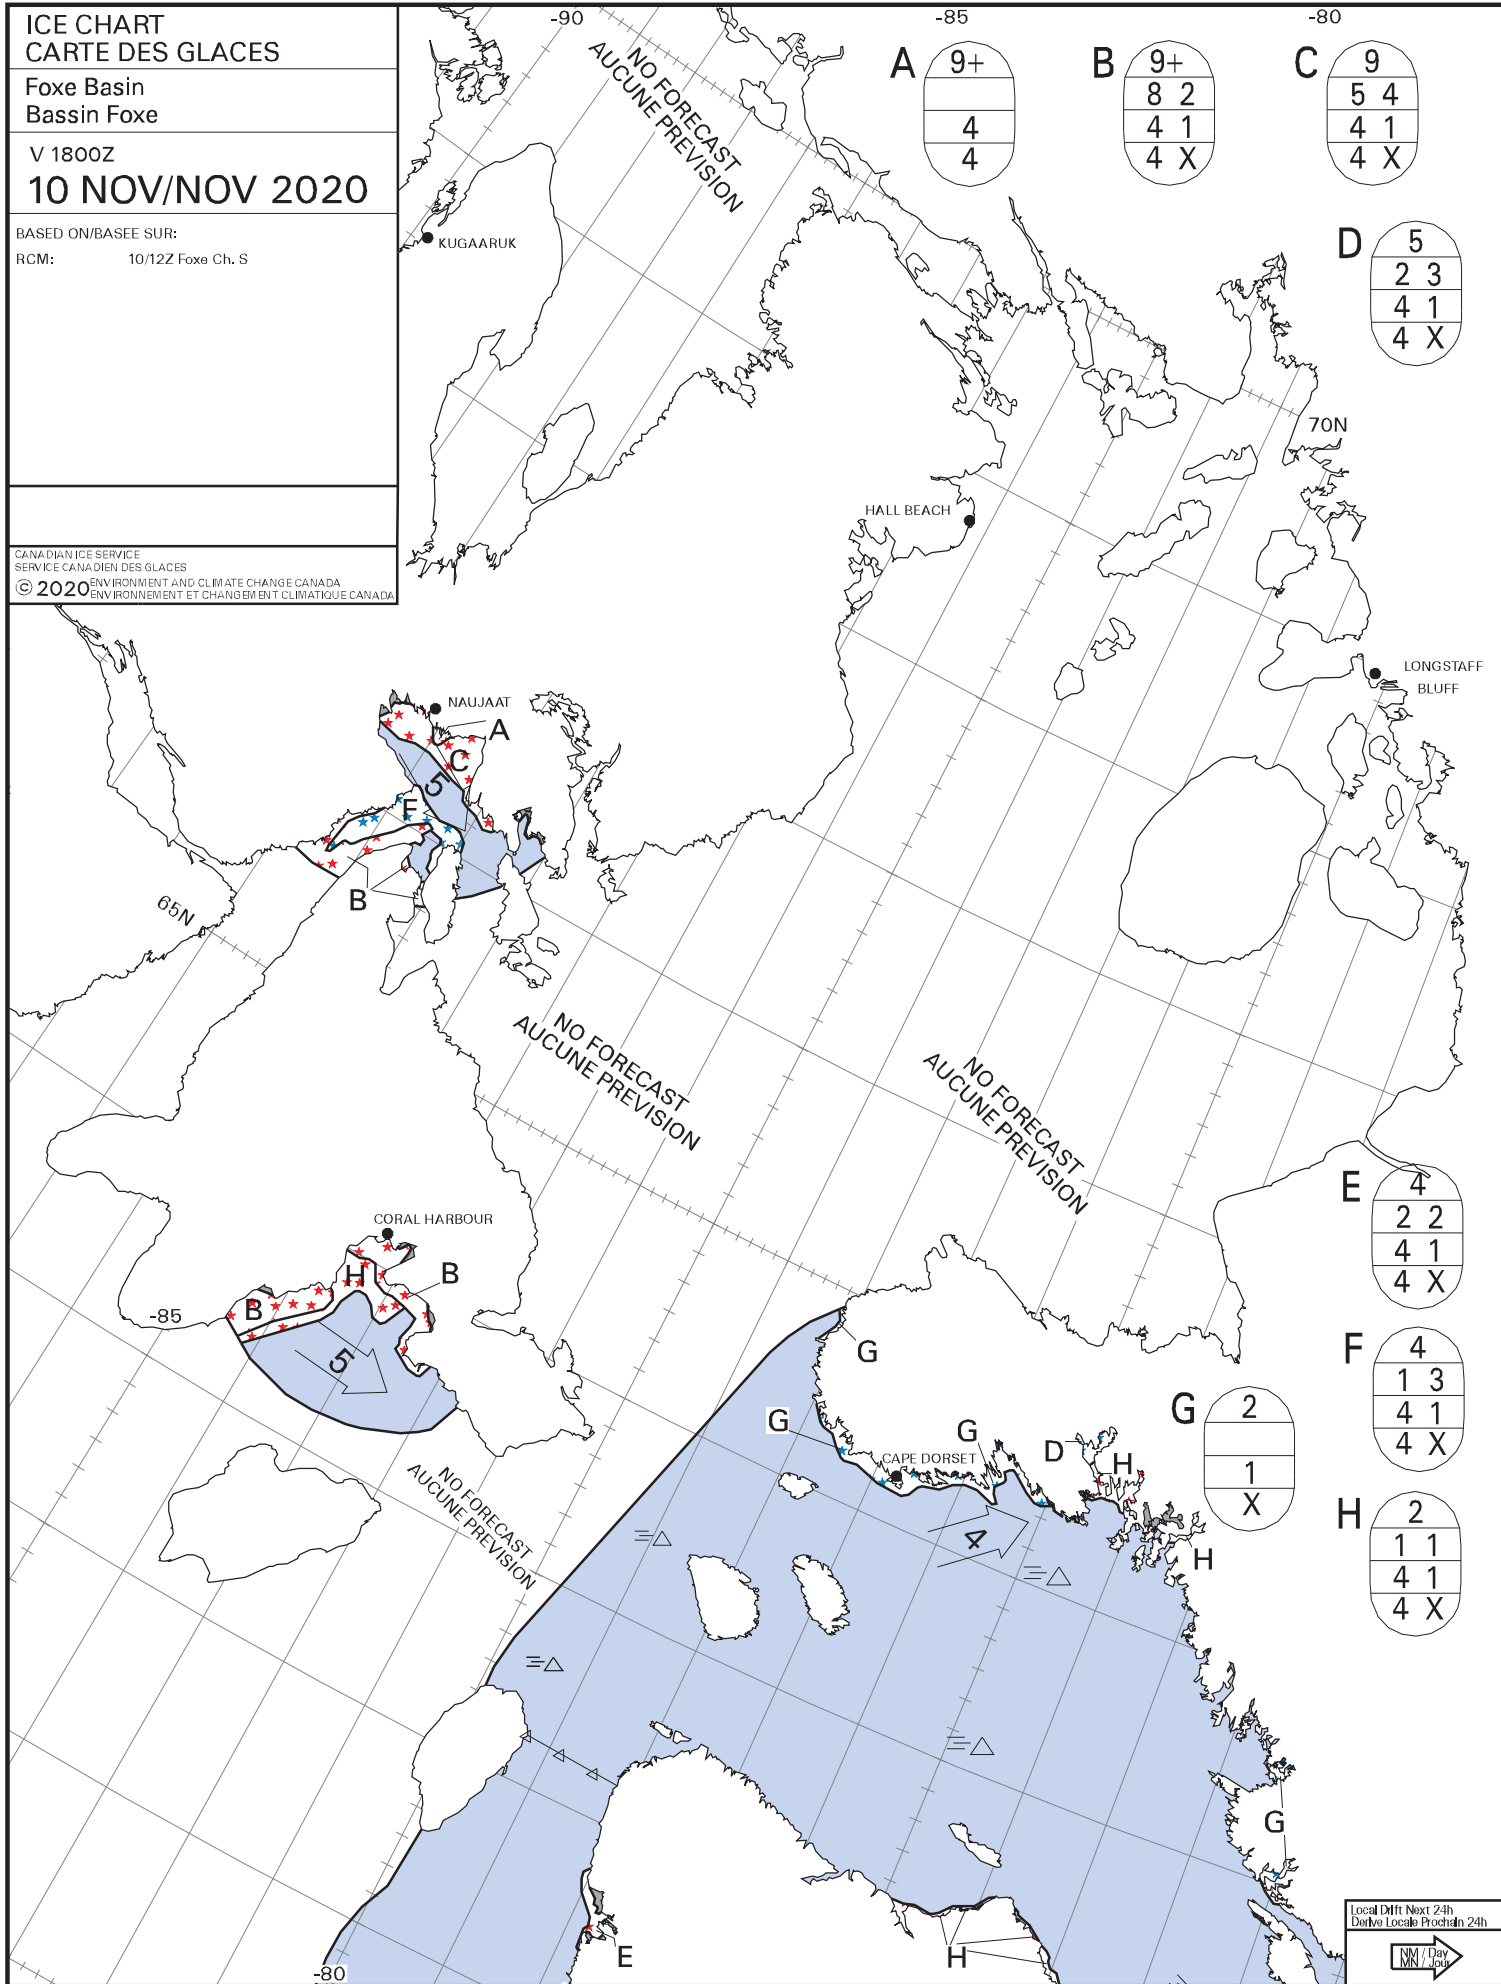 ICE CHART
CARTE DES GLACES
Foxe Basin
Bassin Foxe
V 1800Z
10 NOV/NOV 2020
BASED ON/BASEE SUR:
RCM: 10/12Z Foxe Ch. S
CANADIAN ICE SERVICE
SERVICE CANADIEN DES GLACES
© 2020 ENVIRONMENT AND CLIMATE CHANGE CANADA
ENVIRONNEMENT ET CHANGEMENT CLIMATIQUE CANADA
-90
-85
-80
NO FORECAST
AUCUNE PREVISION
A
9+
4
4
B
9+
8 2
4 1
4 X
C
9
5 4
4 1
4 X
D
5
2 3
4 1
4 X
KUGAARUK
70N
HALL BEACH
LONGSTAFF
BLUFF
NAUJAAT
A
C
5
F
B
65N
NO FORECAST
AUCUNE PREVISION
NO FORECAST
AUCUNE PREVISION
E
4
2 2
4 1
4 X
CORAL HARBOUR
H
B
B
-85
5
G
F
4
1 3
4 1
4 X
G
2
1
X
G
G
D
H
CAPE DORSET
NO FORECAST
AUCUNE PREVISION
H
2
1 1
4 1
4 X
4
H
G
E
H
-80
Local Drift Next 24h
Derive Locale Prochain 24h
NM / Day
MN / Jour